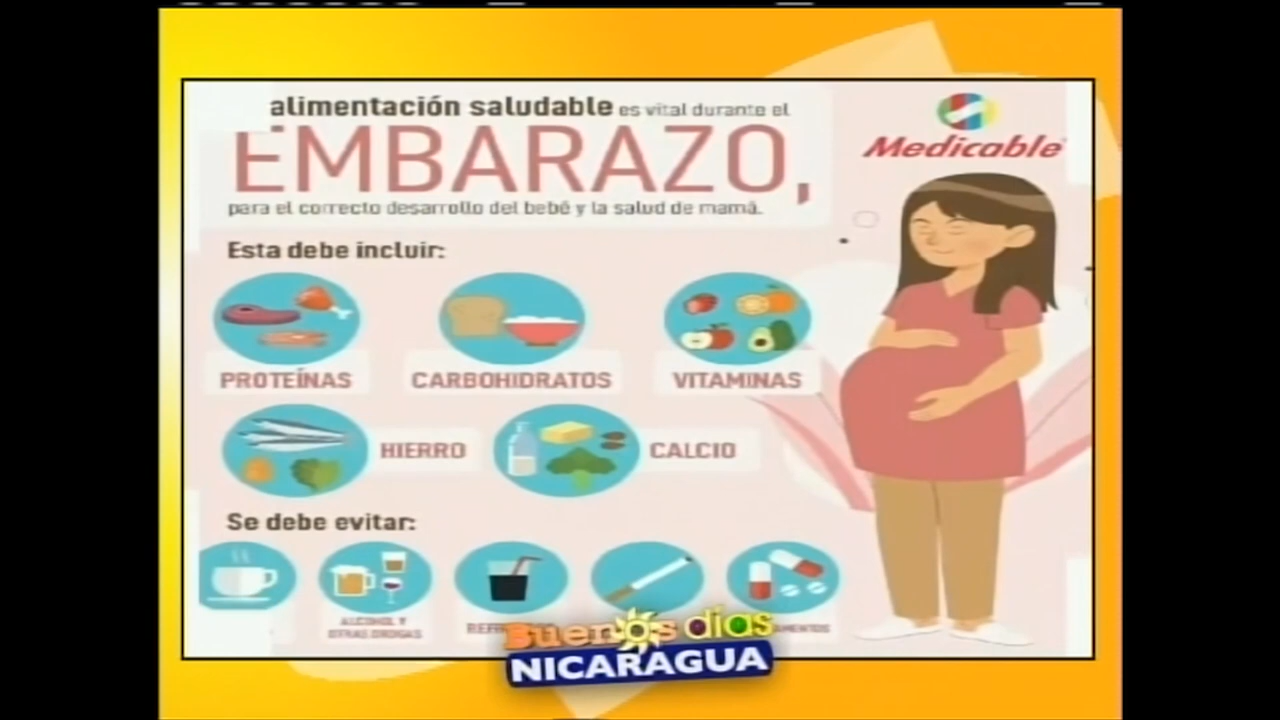 alimentación saludable es vital durante el
EMBARAZO,
para el correcto desarrollo del bebé y la salud de mamá.
Medicable
Esta debe incluir:
PROTEÍNAS
CARBOHIDRATOS
VITAMINAS
HIERRO
CALCIO
Se debe evitar:
ALCOHOL Y
OTRAS DROGAS
Buenos días
NICARAGUA